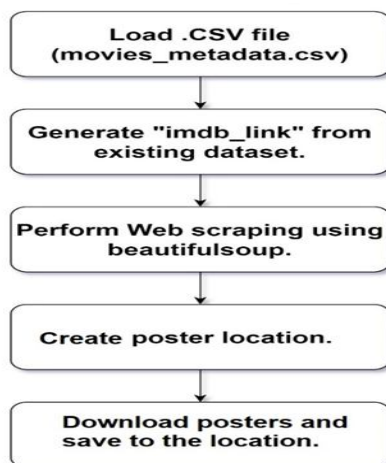 Load .CSV file
(movies_metadata.csv)
Generate "imdb_link" from
existing dataset.
Perform Web scraping using
beautifulsoup.
Create poster location.
Download posters and
save to the location.